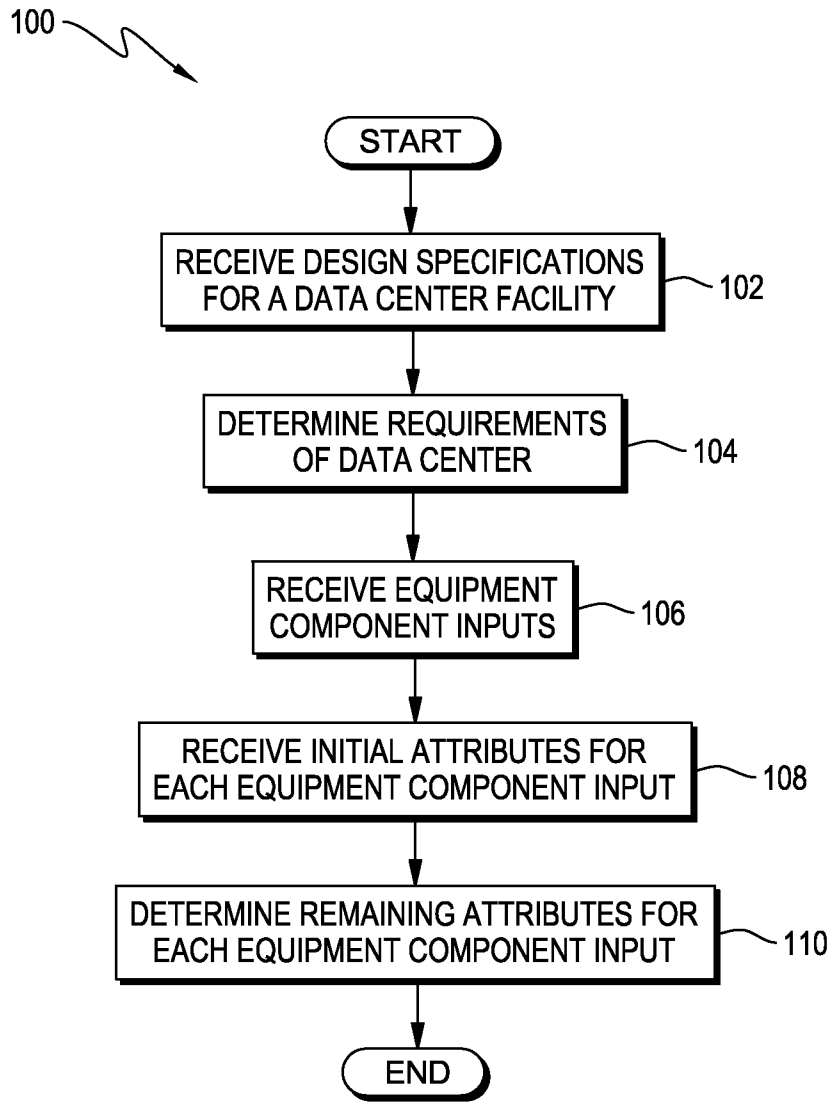 100
START
RECEIVE DESIGN SPECIFICATIONS
FOR A DATA CENTER FACILITY
102
DETERMINE REQUIREMENTS
OF DATA CENTER
104
RECEIVE EQUIPMENT
COMPONENT INPUTS
106
RECEIVE INITIAL ATTRIBUTES FOR
EACH EQUIPMENT COMPONENT INPUT
108
DETERMINE REMAINING ATTRIBUTES FOR
EACH EQUIPMENT COMPONENT INPUT
110
END